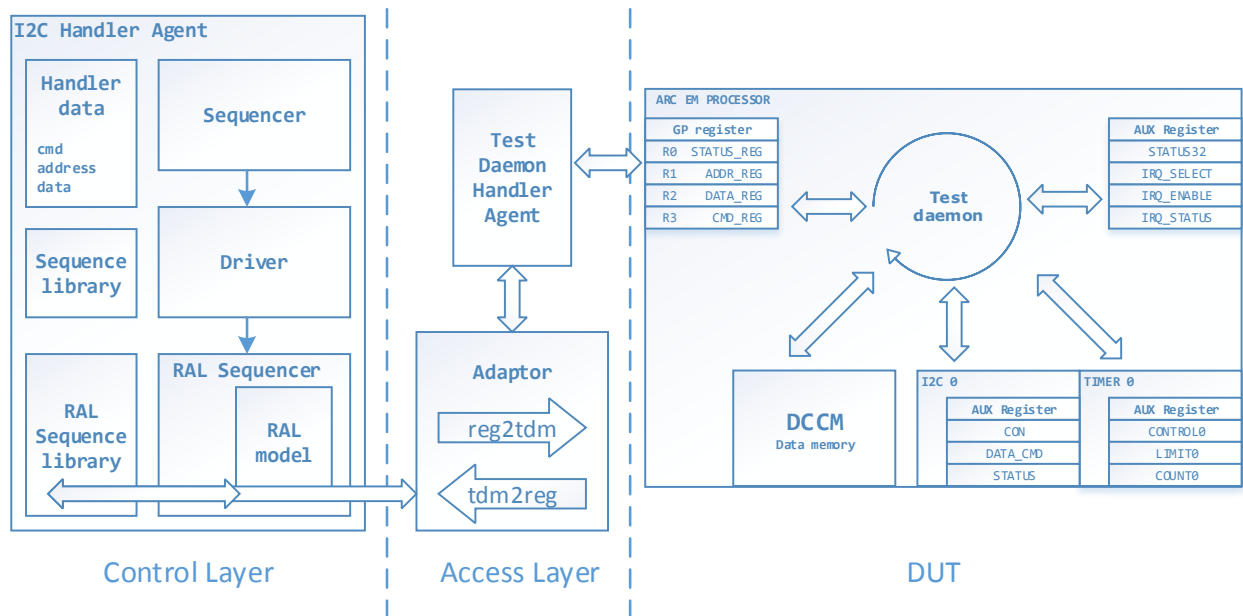 I2C Handler Agent
Handler
data
cmd
address
data
Sequencer
Sequence
library
Driver
RAL
Sequence
library
RAL Sequencer
RAL
model
Control Layer
Test
Daemon
Handler
Agent
Adaptor
reg2tdm
tdm2reg
Access Layer
ARC EM PROCESSOR
GP register
R0 STATUS_REG
R1 ADDR_REG
R2 DATA_REG
R3 CMD_REG
Test
daemon
AUX Register
STATUS32
IRQ_SELECT
IRQ_ENABLE
IRQ_STATUS
DCCM
Data memory
I2C 0
AUX Register
CON
DATA_CMD
STATUS
TIMER 0
AUX Register
CONTROL0
LIMIT0
COUNT0
DUT